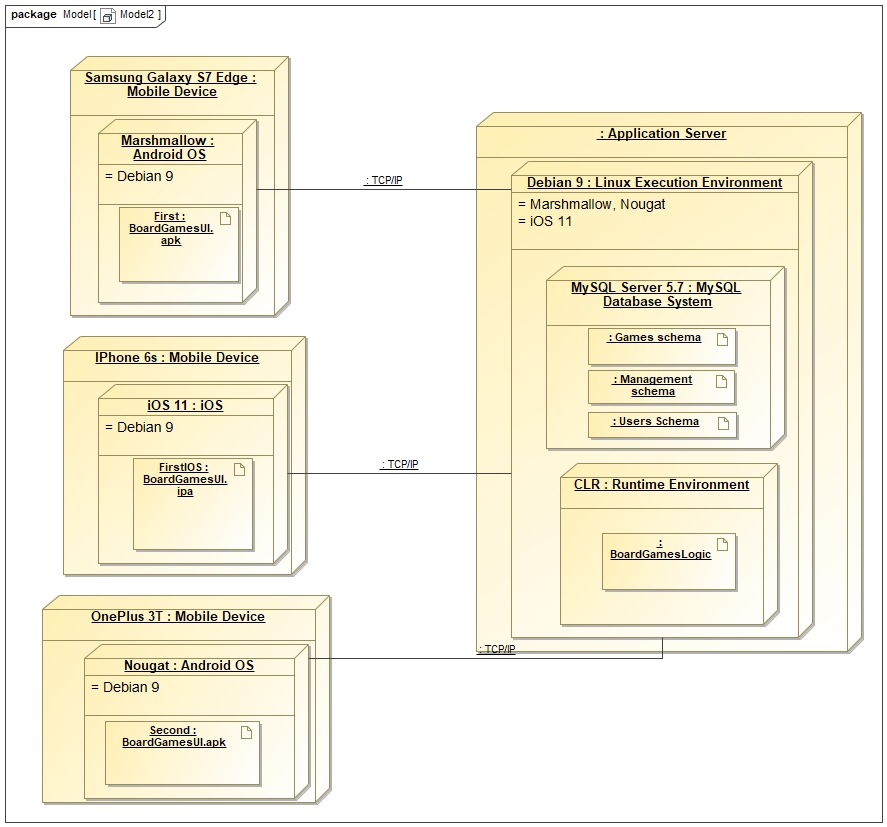 package Model[ Model2 ]
Samsung Galaxy S7 Edge :
Mobile Device
Marshmallow :
Android OS
= Debian 9
First :
BoardGamesUI.
apk
: TCP/IP
: Application Server
Debian 9 : Linux Execution Environment
= Marshmallow, Nougat
= iOS 11
MySQL Server 5.7 : MySQL
Database System
: Games schema
: Management
schema
: Users Schema
IPhone 6s : Mobile Device
iOS 11 : iOS
= Debian 9
FirstIOS :
BoardGamesUI.
ipa
: TCP/IP
CLR : Runtime Environment
:
BoardGamesLogic
OnePlus 3T : Mobile Device
Nougat : Android OS
= Debian 9
Second :
BoardGamesUI.apk
: TCP/IP